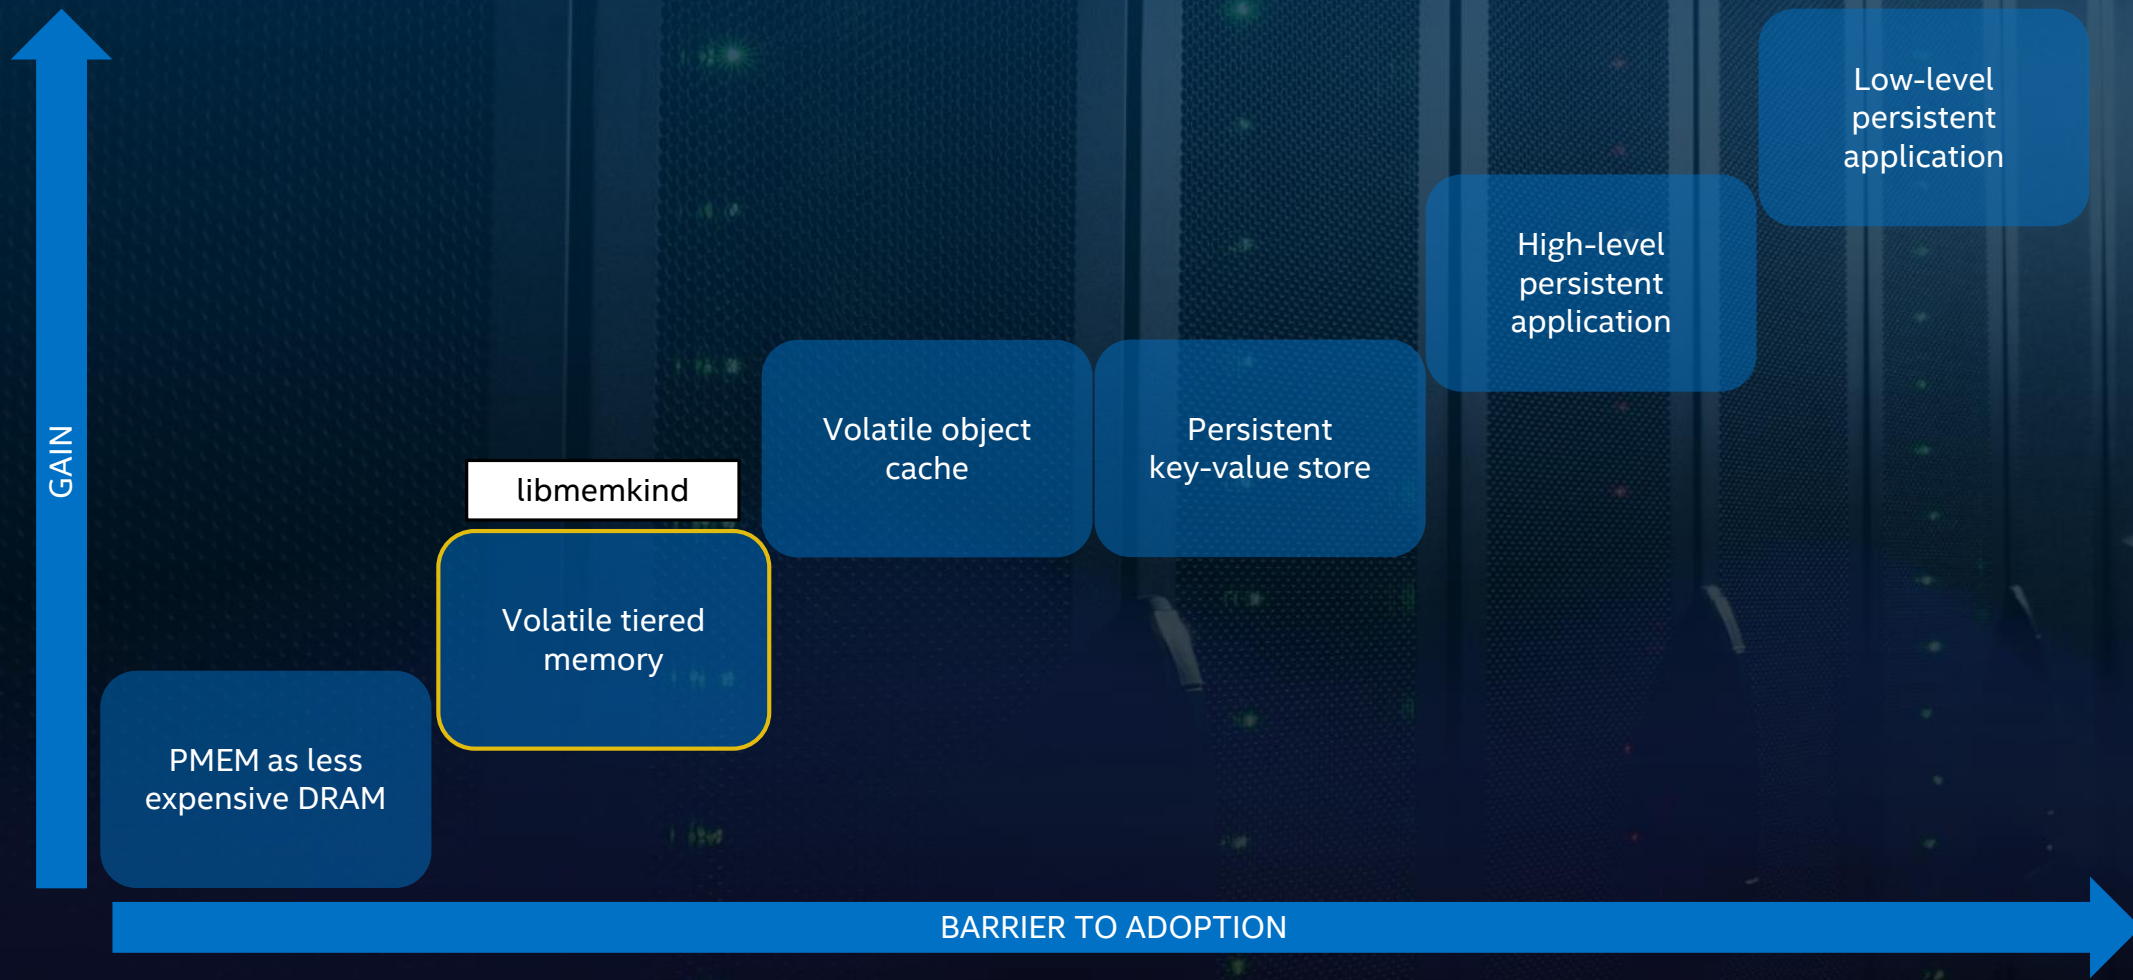 Low-level
persistent
application
High-level
persistent
application
Volatile object
cache
Persistent
key-value store
libmemkind
Volatile tiered
memory
PMEM as less
expensive DRAM
GAIN
BARRIER TO ADOPTION